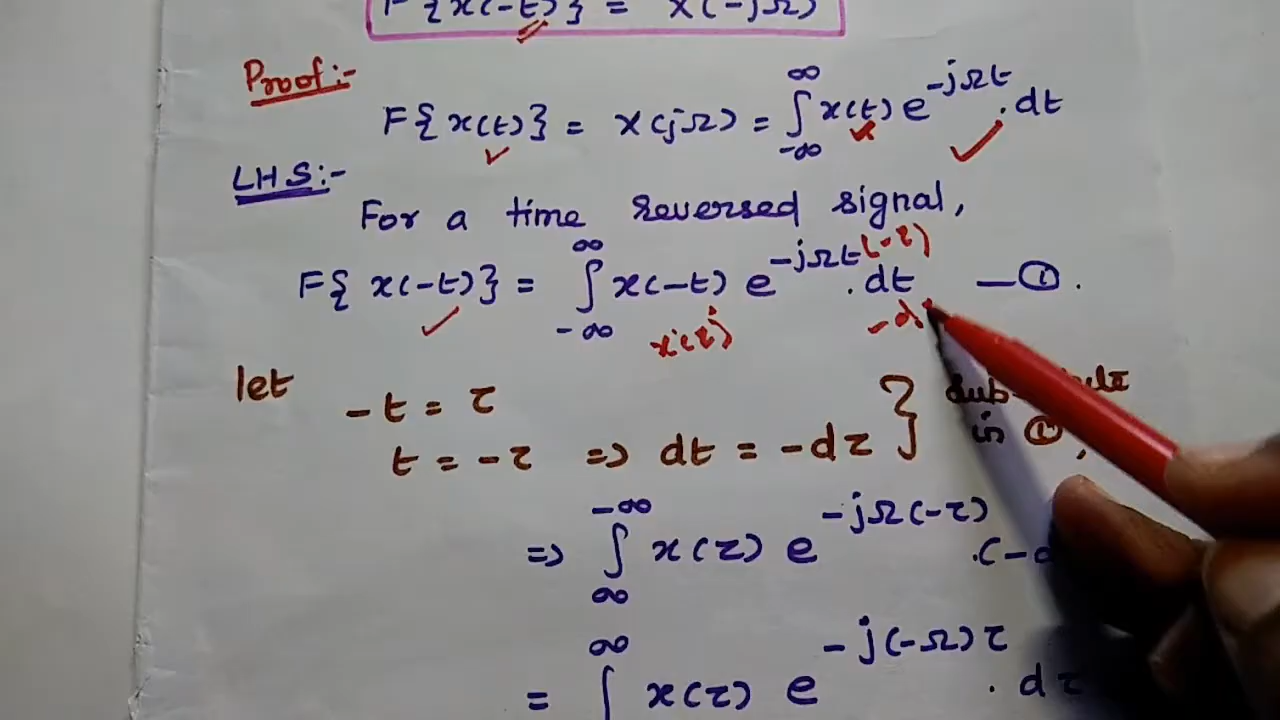 F{x(-t)} = X(-jΩ)
Proof:-
F{x(t)} = X(jΩ) = ∫_{-∞}^{∞} x(t) e^{-jΩt} . dt
LHS:-
For a time reversed signal,
F{ x(-t)} = ∫_{-∞}^{∞} x(-t) e^{-jΩt (-τ)} . dt — ①.
x(τ)
let
-t = τ
t = -τ => dt = -dτ } in ①,
=> ∫_{∞}^{-∞} x(τ) e^{-jΩ(-τ)} .(-d
= ∫^{∞} x(τ) e^{-j(-Ω)τ} . dτ